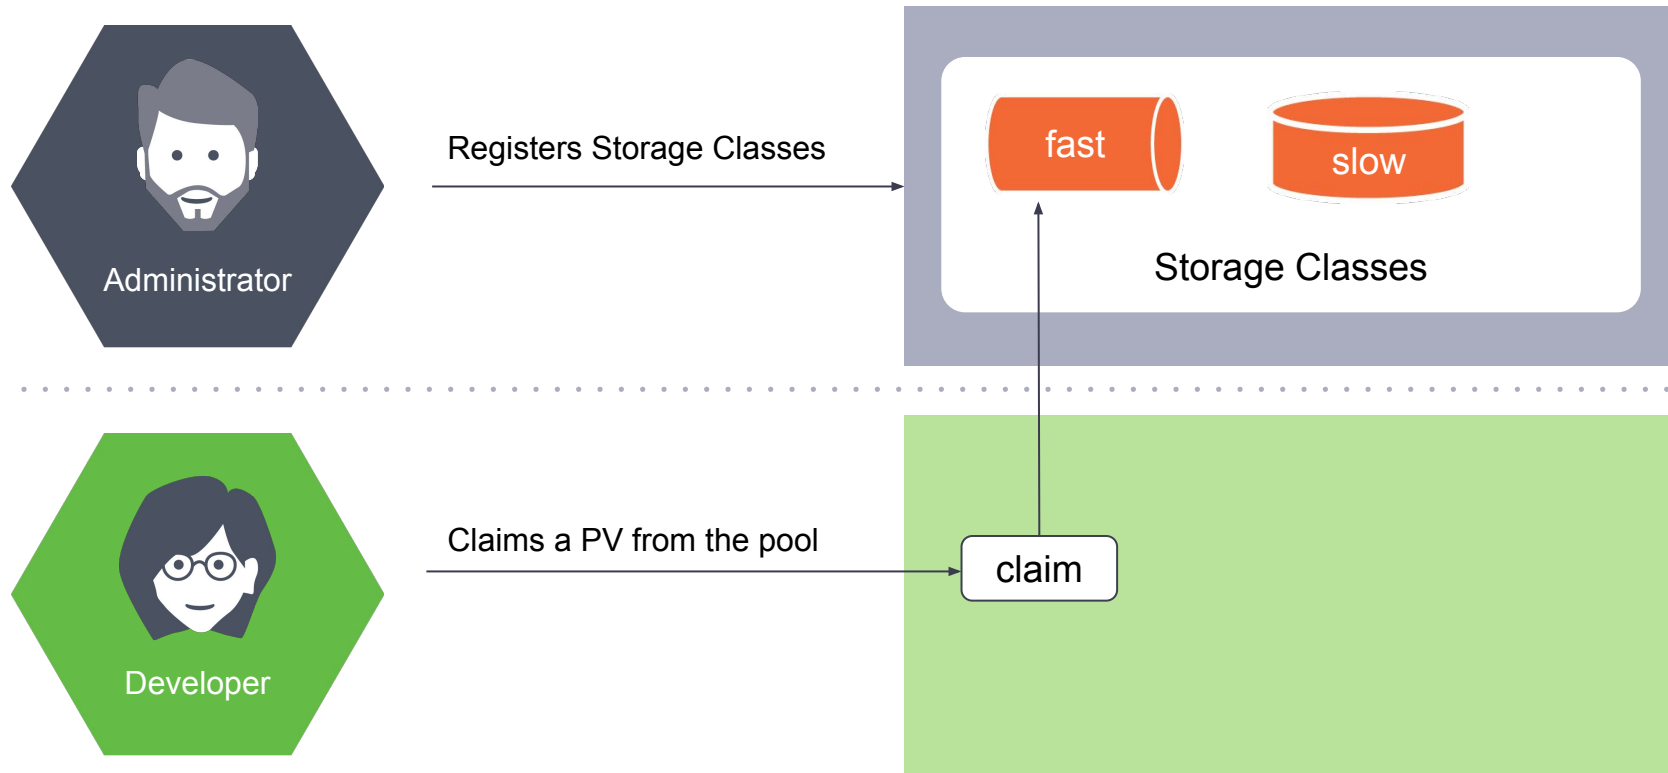 Administrator
Registers Storage Classes
fast
slow
Storage Classes
Developer
Claims a PV from the pool
claim